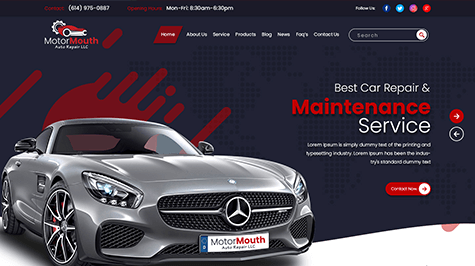 Contact: (614) 975-0887 Opening Hours: Mon-Fri: 8:30am-6:30pm Follow Us:
MotorMouth
Auto Repair LLC
Home About Us Service Products Blog News Faq's Contact Us Search
Best Car Repair &
Maintenance
Service
Lorem Ipsum is simply dummy text of the printing and
typesetting industry. Lorem Ipsum has been the indus-
try's standard dummy text
Contact Now
MotorMouth
Auto Repair LLC